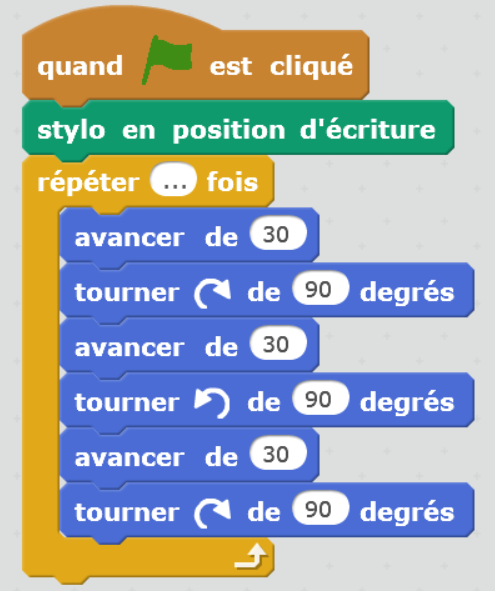 quand est cliqué
stylo en position d'écriture
répéter ... fois
avancer de 30
tourner de 90 degrés
avancer de 30
tourner de 90 degrés
avancer de 30
tourner de 90 degrés